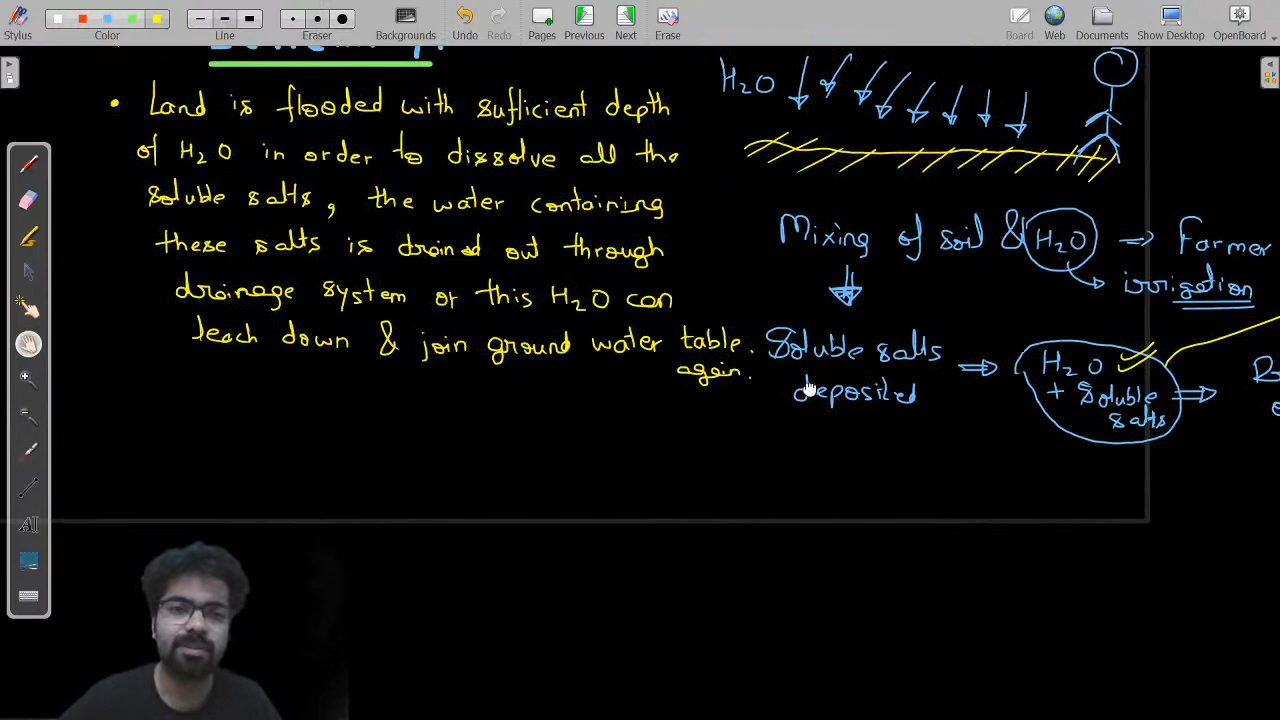 Stylus
Color
Line
Eraser
Backgrounds
Undo
Redo
Pages
Previous
Next
Erase
Board
Web
Documents
Show Desktop
OpenBoard
• Land is flooded with sufficient depth
of H2O in order to dissolve all the
soluble salts, the water containing
these salts is drained out through
drainage system or this H2O can
leach down & join ground water table.
again.
H2O
Mixing of soil & H2O ⇒ Farmer
irrigation
Soluble salts
deposited ⇒
H2O
+ Soluble
salts ⇒